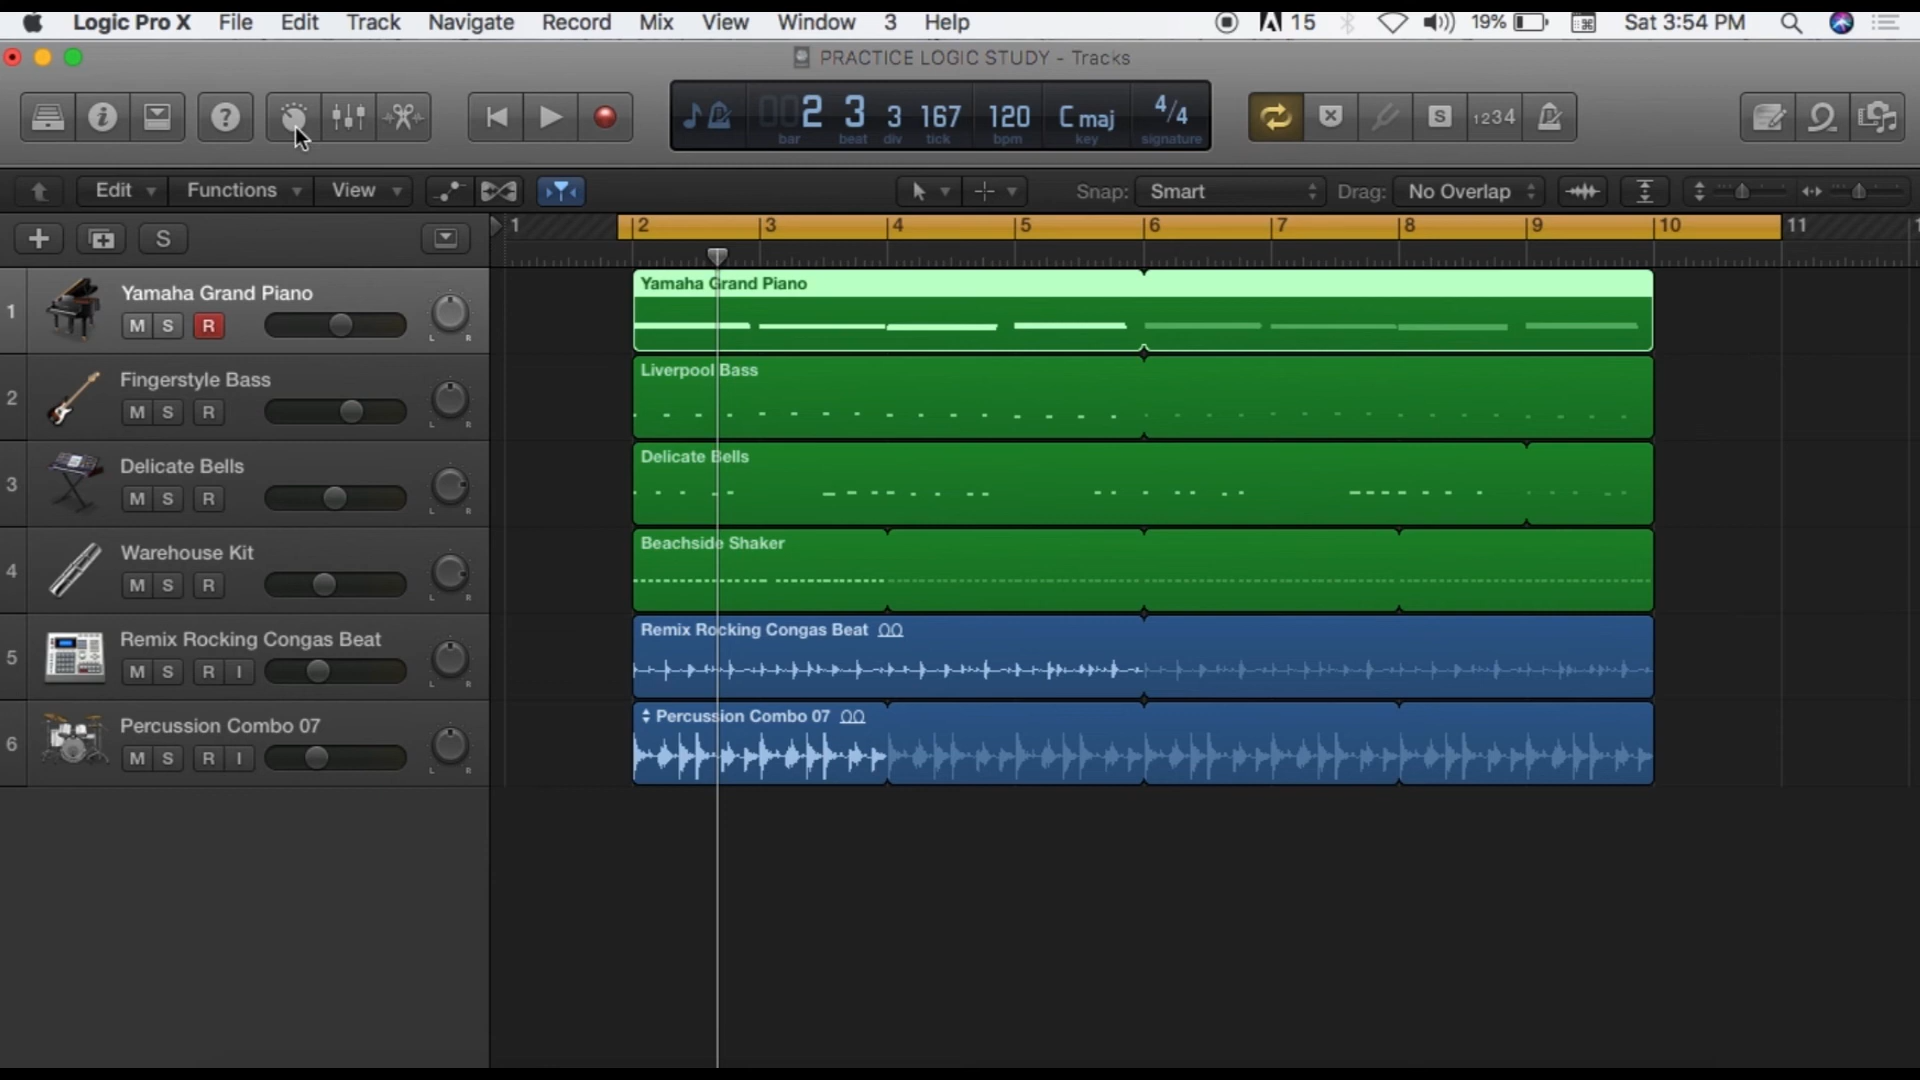 Logic Pro X File Edit Track Navigate Record Mix View Window 3 Help 15 19% Sat 3:54 PM
PRACTICE LOGIC STUDY - Tracks
? 002 3 3 167 120 C maj 4/4 S 1234
bar beat div tick bpm key signature
Edit Functions View Snap: Smart Drag: No Overlap
S 1 2 3 4 5 6 7 8 9 10 11 1
1 Yamaha Grand Piano
M S R
L R
Yamaha Grand Piano
2 Fingerstyle Bass
M S R
L R
Liverpool Bass
3 Delicate Bells
M S R
L R
Delicate Bells
4 Warehouse Kit
M S R
L R
Beachside Shaker
5 Remix Rocking Congas Beat
M S R I
L R
Remix Rocking Congas Beat
6 Percussion Combo 07
M S R I
L R
Percussion Combo 07